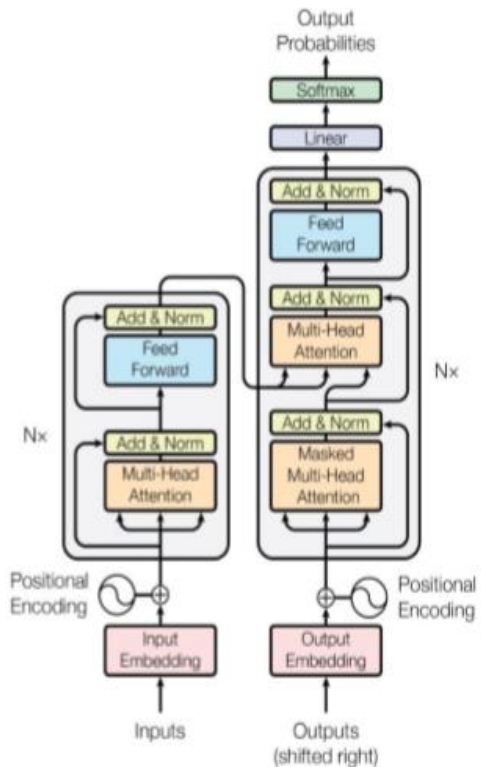 Output
Probabilities
Softmax
Linear
Add & Norm
Feed
Forward
Add & Norm
Multi-Head
Attention
Add & Norm
Masked
Multi-Head
Attention
Nx
Add & Norm
Feed
Forward
Add & Norm
Multi-Head
Attention
Nx
Positional
Encoding
Positional
Encoding
Input
Embedding
Output
Embedding
Inputs
Outputs
(shifted right)